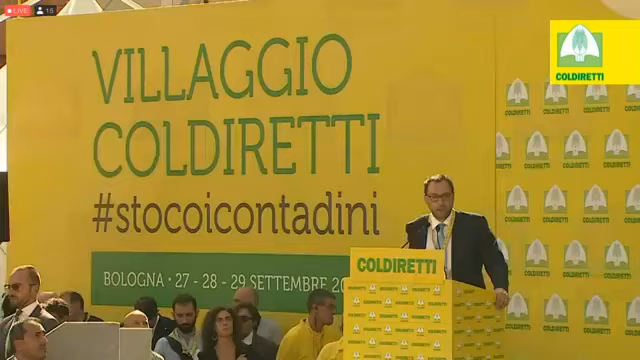 LIVE 15
COLDIRETTI
VILLAGGIO
COLDIRETTI
#stocoicontadini
BOLOGNA • 27 - 28 - 29 SETTEMBRE
COLDIRETTI